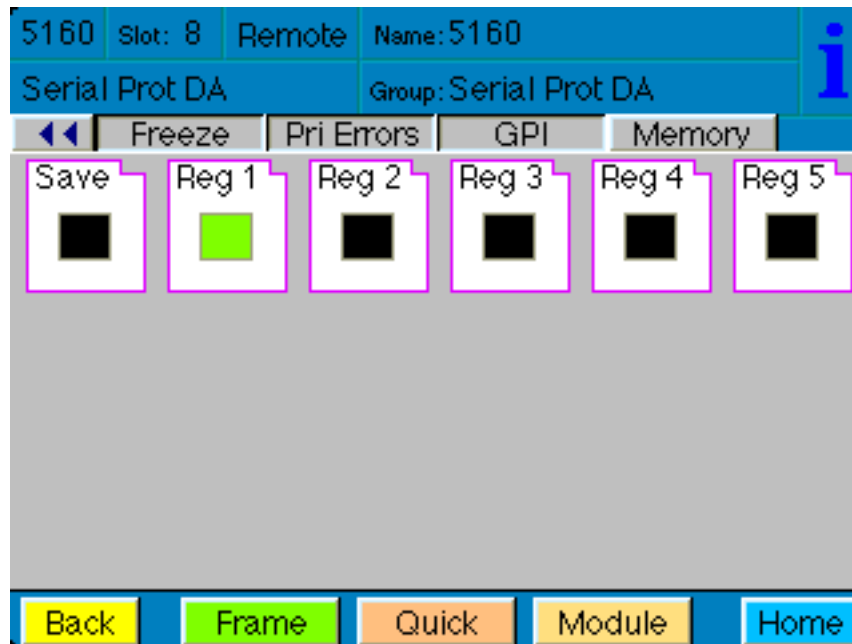 5160 Slot: 8 Remote Name: 5160
Serial Prot DA Group: Serial Prot DA
i
Freeze Pri Errors GPI Memory
Save Reg 1 Reg 2 Reg 3 Reg 4 Reg 5
Back Frame Quick Module Home